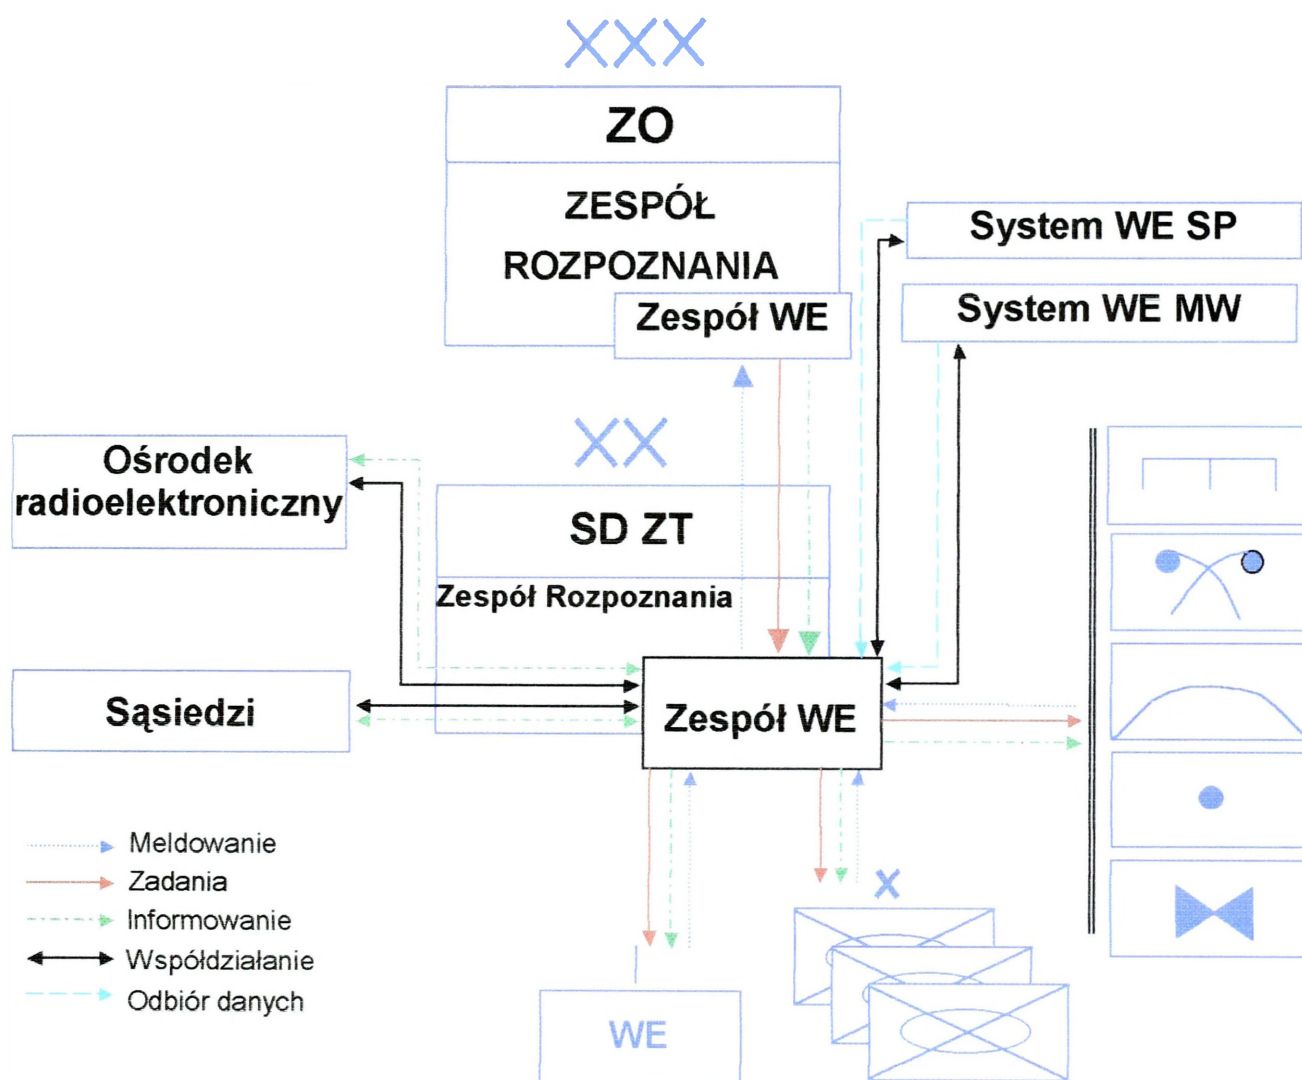 XXX
ZO
ZESPÓŁ
ROZPOZNANIA
Zespół WE
System WE SP
System WE MW
XX
Ośrodek
radioelektroniczny
SD ZT
Zespół Rozpoznania
Sąsiedzi
Zespół WE
Meldowanie
Zadania
Informowanie
Współdziałanie
Odbiór danych
X
WE